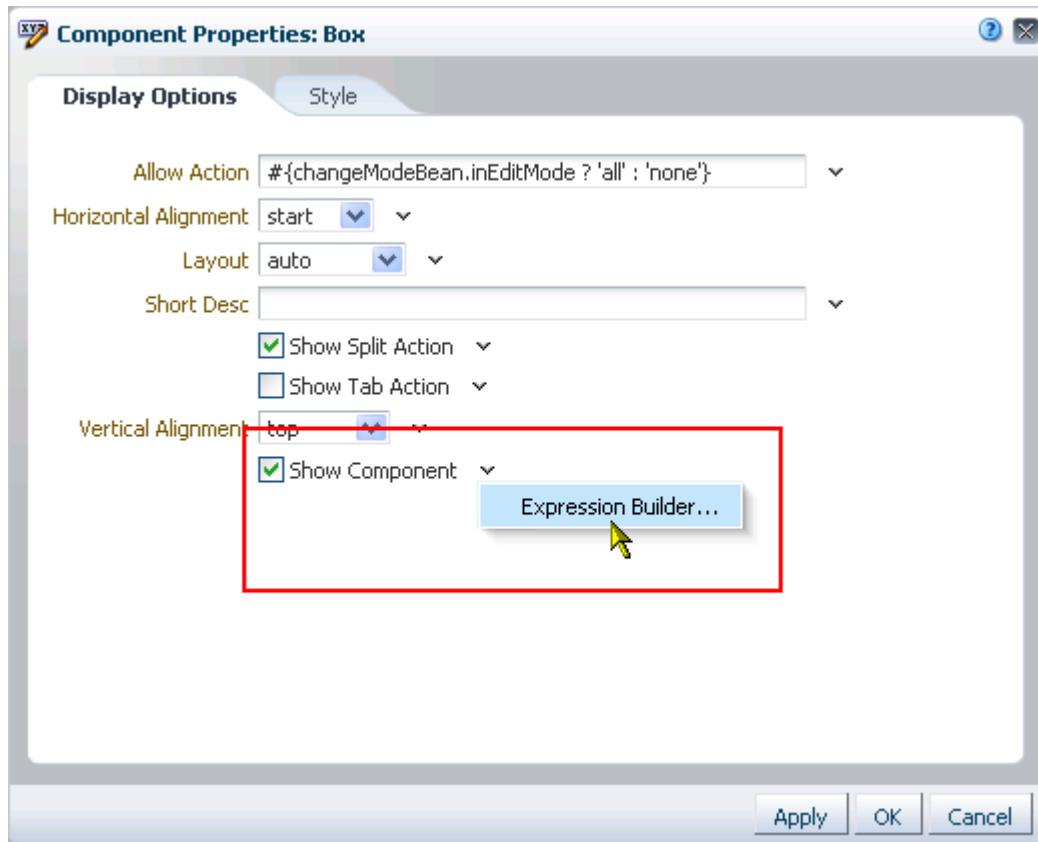 Component Properties: Box
Display Options Style
Allow Action #{changeModeBean.inEditMode ? 'all' : 'none'}
Horizontal Alignment start
Layout auto
Short Desc
Show Split Action
Show Tab Action
Vertical Alignment top
Show Component
Expression Builder...
Apply OK Cancel